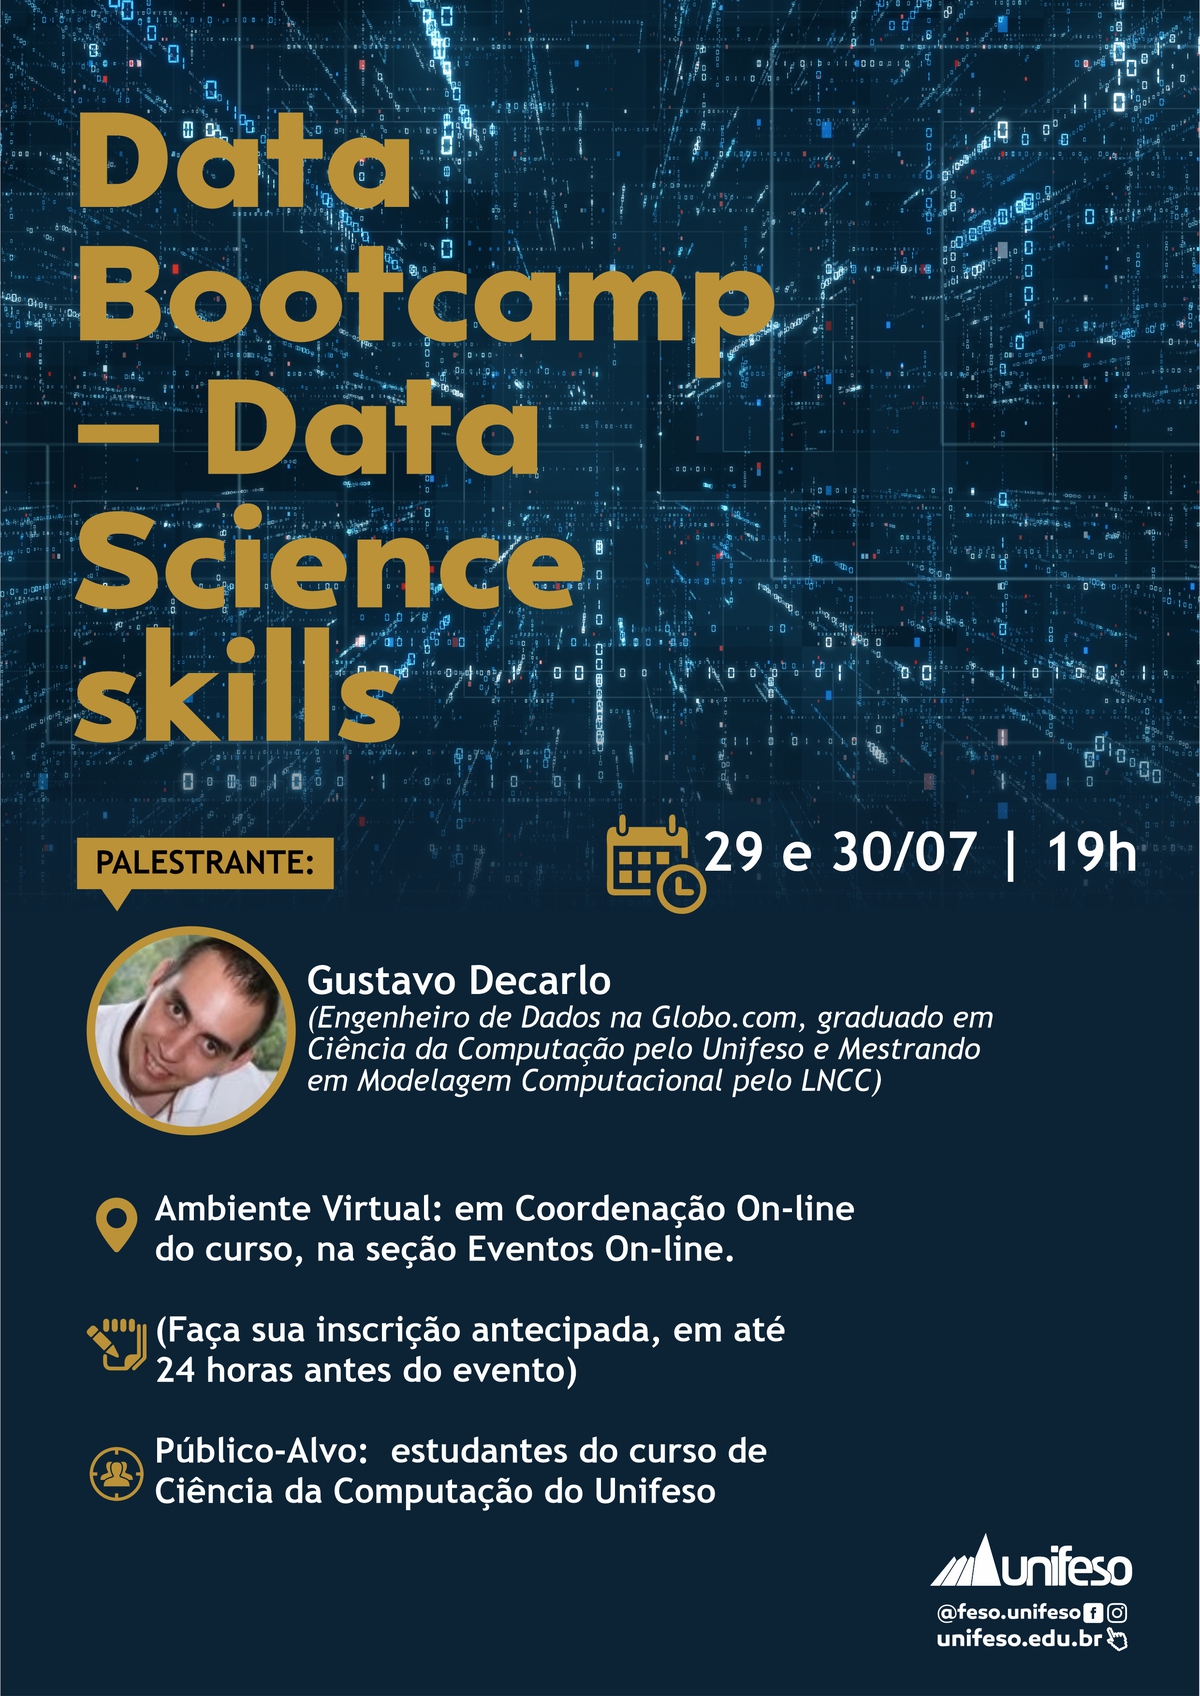 Data
Bootcamp
– Data
Science
skills
PALESTRANTE:
29 e 30/07 | 19h
Gustavo Decarlo
(Engenheiro de Dados na Globo.com, graduado em
Ciência da Computação pelo Unifeso e Mestrando
em Modelagem Computacional pelo LNCC)
Ambiente Virtual: em Coordenação On-line
do curso, na seção Eventos On-line.
(Faça sua inscrição antecipada, em até
24 horas antes do evento)
Público-Alvo:  estudantes do curso de
Ciência da Computação do Unifeso
unifeso
@feso.unifeso
unifeso.edu.br